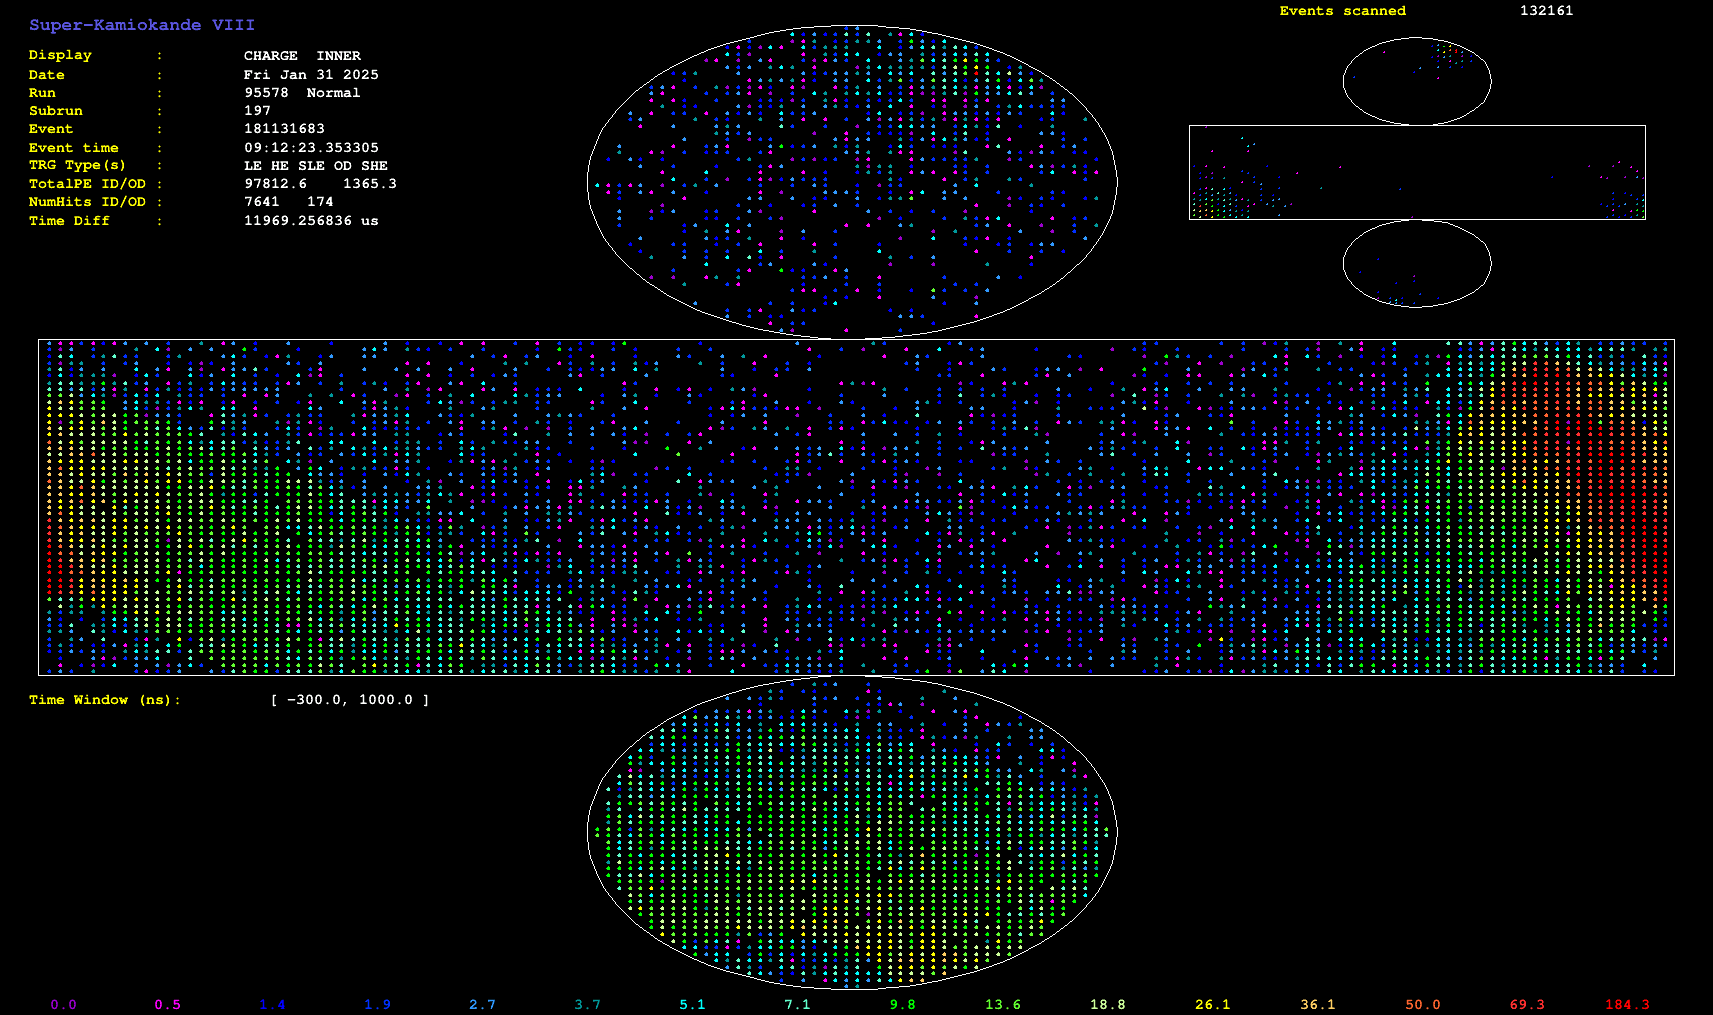 Super-Kamiokande VIII
Events scanned 132161
Display : CHARGE INNER
Date : Fri Jan 31 2025
Run : 95578 Normal
Subrun : 197
Event : 181131683
Event time : 09:12:23.353305
TRG Type(s) : LE HE SLE OD SHE
TotalPE ID/OD : 97812.6 1365.3
NumHits ID/OD : 7641 174
Time Diff : 11969.256836 us
Time Window (ns): [ -300.0, 1000.0 ]
0.0 0.5 1.4 1.9 2.7 3.7 5.1 7.1 9.8 13.6 18.8 26.1 36.1 50.0 69.3 184.3